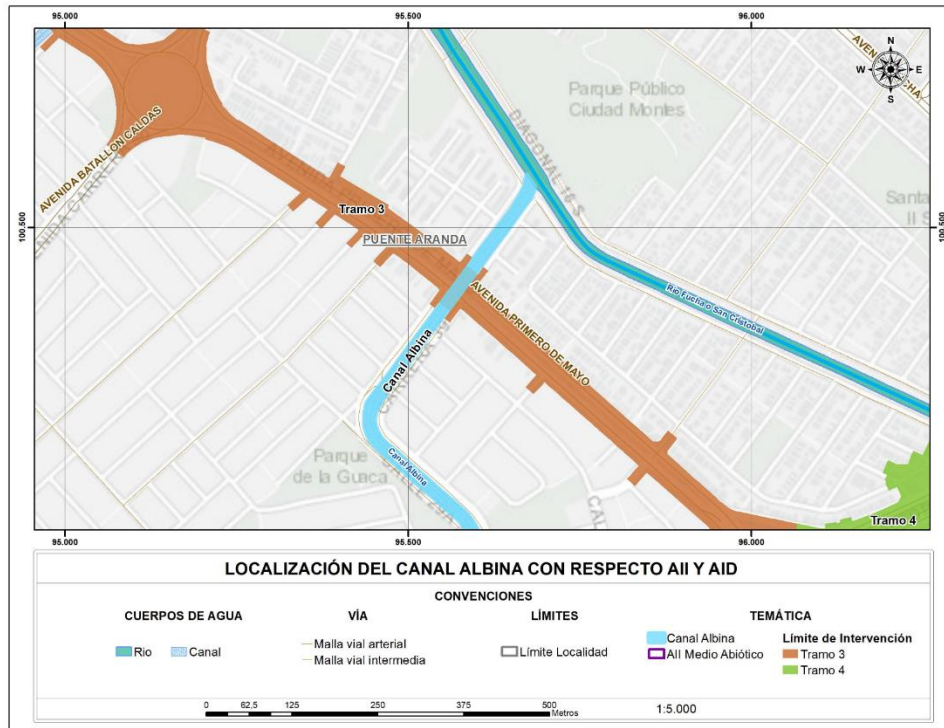 95.000
95.500
96.000
N
W
E
S
Parque Público
Ciudad Montes
DIAGONAL 16 S
AVENIDA BATALLON CALDAS
Tramo 3
100.500
100.500
PUENTE ARANDA
Santa
II S
AVENIDA PRIMERO DE MAYO
Río Fucha o San Cristobal
Canal Albina
Parque
de la Guaca
Canal Albina
Tramo 4
95.000
95.500
96.000
LOCALIZACIÓN DEL CANAL ALBINA CON RESPECTO AII Y AID
CONVENCIONES
CUERPOS DE AGUA
VÍA
LÍMITES
TEMÁTICA
Rio
Canal
Malla vial arterial
Malla vial intermedia
Límite Localidad
Canal Albina
AII Medio Abiótico
Límite de Intervención
Tramo 3
Tramo 4
0 62,5 125 250 375 500
Metros
1:5.000